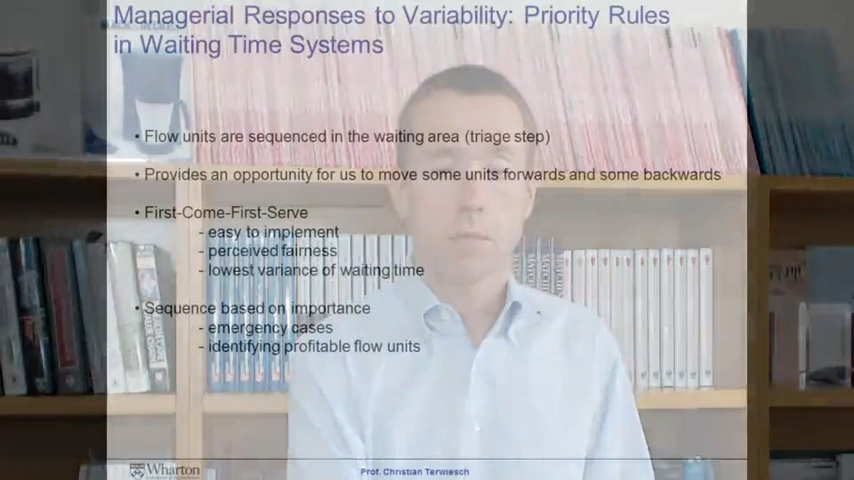 Managerial Responses to Variability: Priority Rules
in Waiting Time Systems
• Flow units are sequenced in the waiting area (triage step)
• Provides an opportunity for us to move some units forwards and some backwards
• First-Come-First-Serve
- easy to implement
- perceived fairness
- lowest variance of waiting time
• Sequence based on importance
- emergency cases
- identifying profitable flow units
Wharton
Prof. Christian Terwiesch